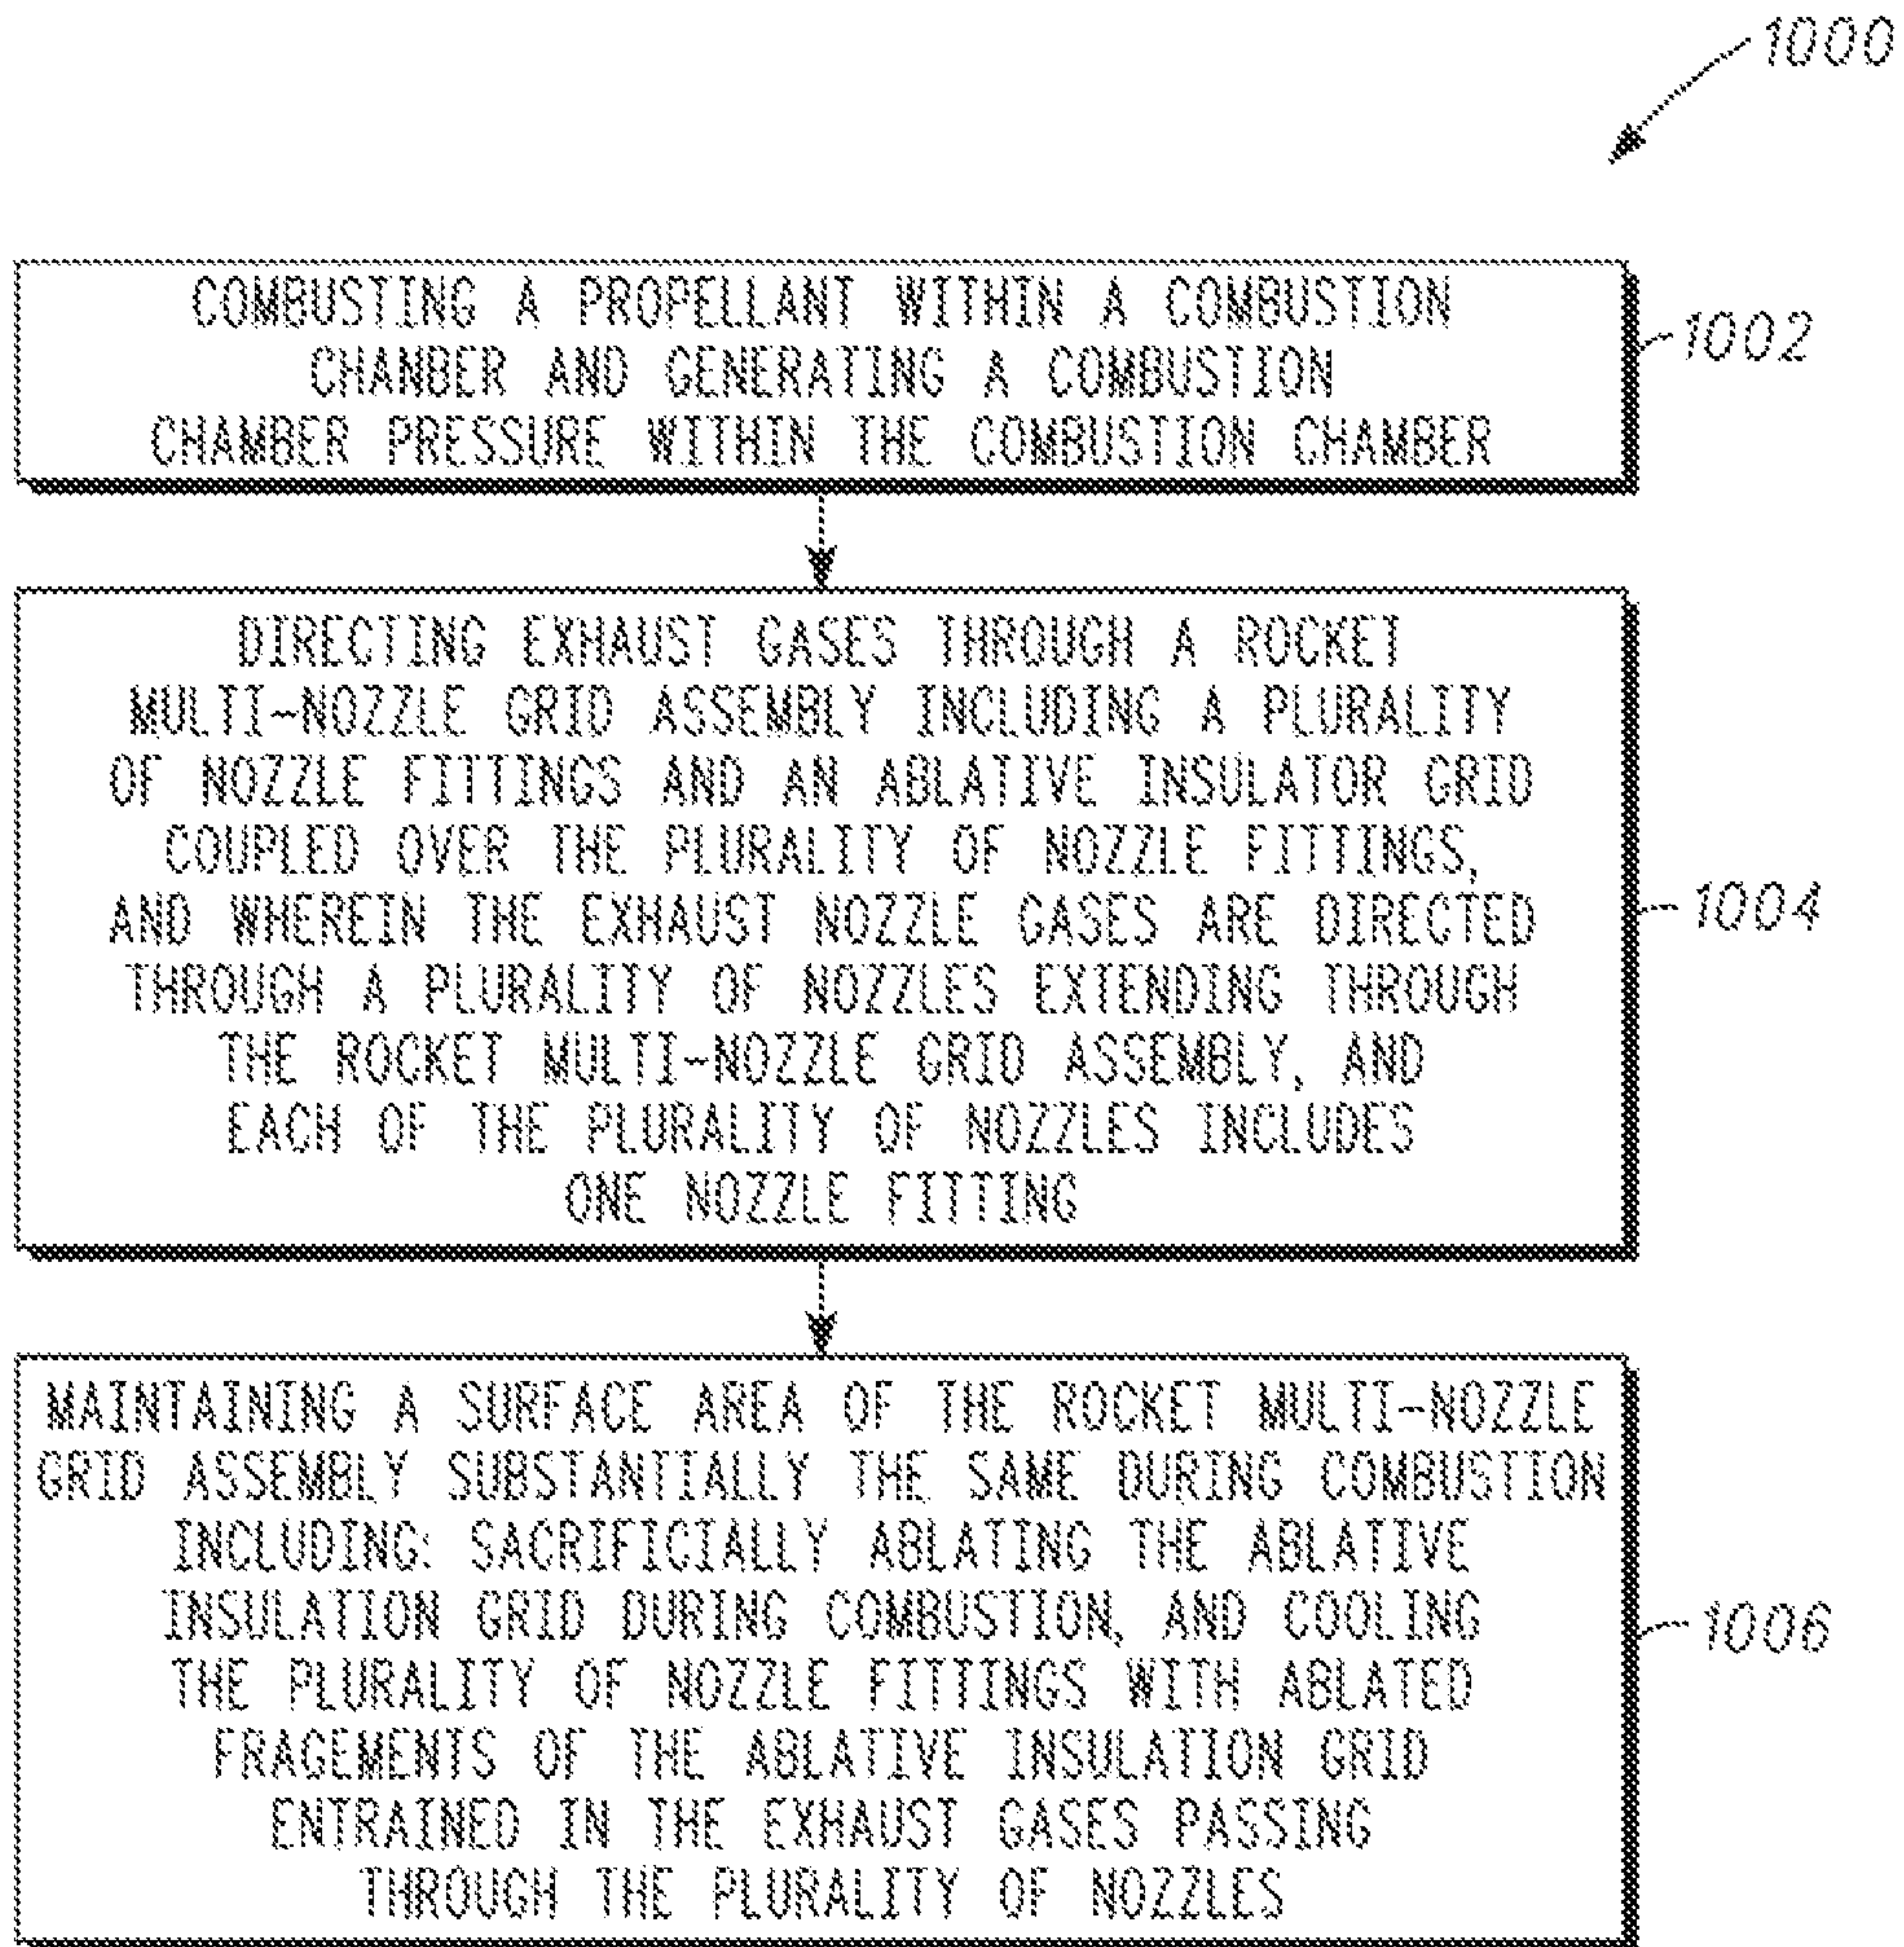 1000
COMBUSTING A PROPELLANT WITHIN A COMBUSTION
CHANBER AND GENERATING A COMBUSTION
CHAMBER PRESSURE WITHIN THE COMBUSTION CHAMBER
1002
DIRECTING EXHAUST GASES THROUGH A ROCKET
MULTI-NOZZLE GRID ASSEMBLY INCLUDING A PLURALITY
OF NOZZLE FITTINGS AND AN ABLATIVE INSULATOR GRID
COUPLED OVER THE PLURALITY OF NOZZLE FITTINGS,
AND WHEREIN THE EXHAUST NOZZLE GASES ARE DIRECTED
THROUGH A PLURALITY OF NOZZLES EXTENDING THROUGH
THE ROCKET MULTI-NOZZLE GRID ASSEMBLY, AND
EACH OF THE PLURALITY OF NOZZLES INCLUDES
ONE NOZZLE FITTING
1004
MAINTAINING A SURFACE AREA OF THE ROCKET MULTI-NOZZLE
GRID ASSEMBLY SUBSTANTIALLY THE SAME DURING COMBUSTION
INCLUDING: SACRIFICIALLY ABLATING THE ABLATIVE
INSULATION GRID DURING COMBUSTION, AND COOLING
THE PLURALITY OF NOZZLE FITTINGS WITH ABLATED
FRAGEMENTS OF THE ABLATIVE INSULATION GRID
ENTRAINED IN THE EXHAUST GASES PASSING
THROUGH THE PLURALITY OF NOZZLES
1006